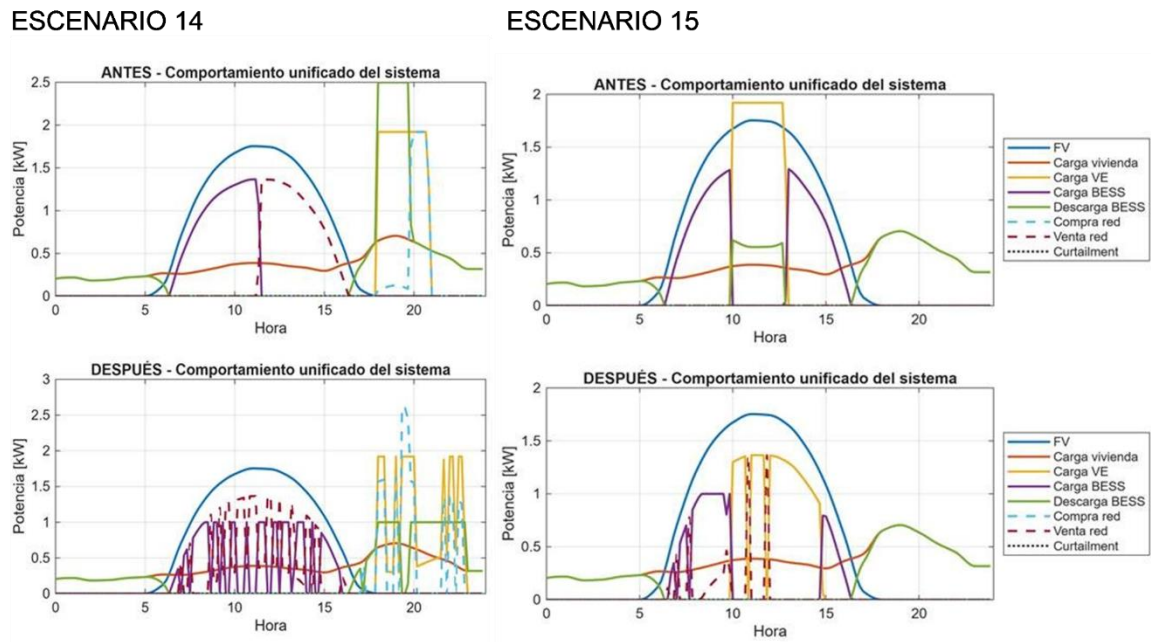 ESCENARIO 14
ANTES - Comportamiento unificado del sistema
Potencia [kW]
2.5
2
1.5
1
0.5
0
0 5 10 15 20
Hora
DESPUÉS - Comportamiento unificado del sistema
Potencia [kW]
3
2.5
2
1.5
1
0.5
0
0 5 10 15 20
Hora
ESCENARIO 15
ANTES - Comportamiento unificado del sistema
Potencia [kW]
2
1.5
1
0.5
0
0 5 10 15 20
Hora
FV
Carga vivienda
Carga VE
Carga BESS
Descarga BESS
Compra red
Venta red
Curtailment
DESPUÉS - Comportamiento unificado del sistema
Potencia [kW]
2
1.5
1
0.5
0
0 5 10 15 20
Hora
FV
Carga vivienda
Carga VE
Carga BESS
Descarga BESS
Compra red
Venta red
Curtailment